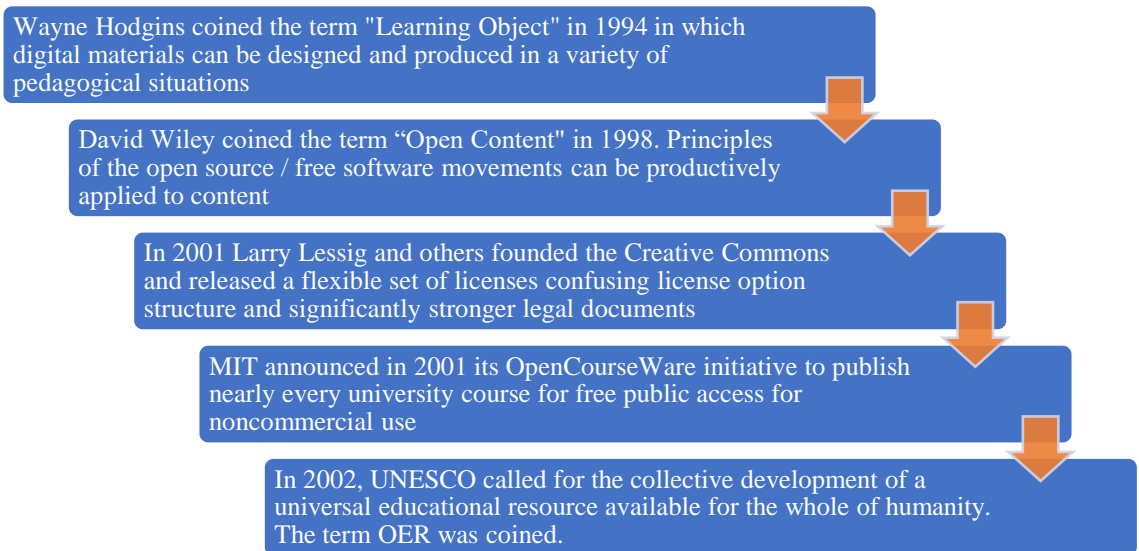 Wayne Hodgins coined the term "Learning Object" in 1994 in which
digital materials can be designed and produced in a variety of
pedagogical situations
David Wiley coined the term “Open Content" in 1998. Principles
of the open source / free software movements can be productively
applied to content
In 2001 Larry Lessig and others founded the Creative Commons
and released a flexible set of licenses confusing license option
structure and significantly stronger legal documents
MIT announced in 2001 its OpenCourseWare initiative to publish
nearly every university course for free public access for
noncommercial use
In 2002, UNESCO called for the collective development of a
universal educational resource available for the whole of humanity.
The term OER was coined.